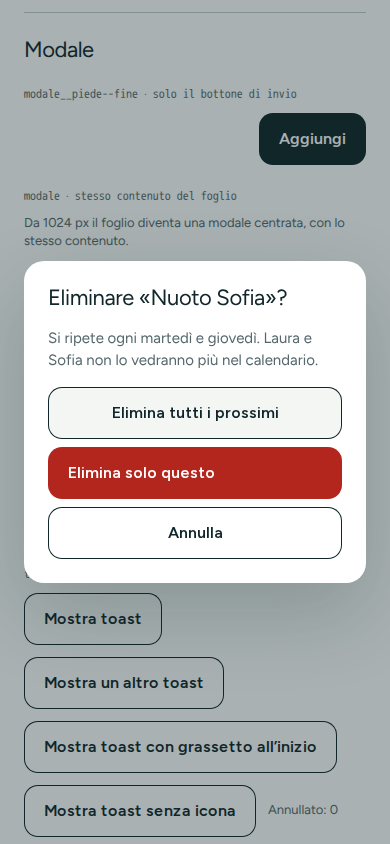 Modale
modale__piede--fine · solo il bottone di invio
Aggiungi
modale · stesso contenuto del foglio
Da 1024 px il foglio diventa una modale centrata, con lo
stesso contenuto.
Eliminare «Nuoto Sofia»?
Si ripete ogni martedì e giovedì. Laura e
Sofia non lo vedranno più nel calendario.
Elimina tutti i prossimi
Elimina solo questo
Annulla
Mostra toast
Mostra un altro toast
Mostra toast con grassetto all’inizio
Mostra toast senza icona
Annullato: 0